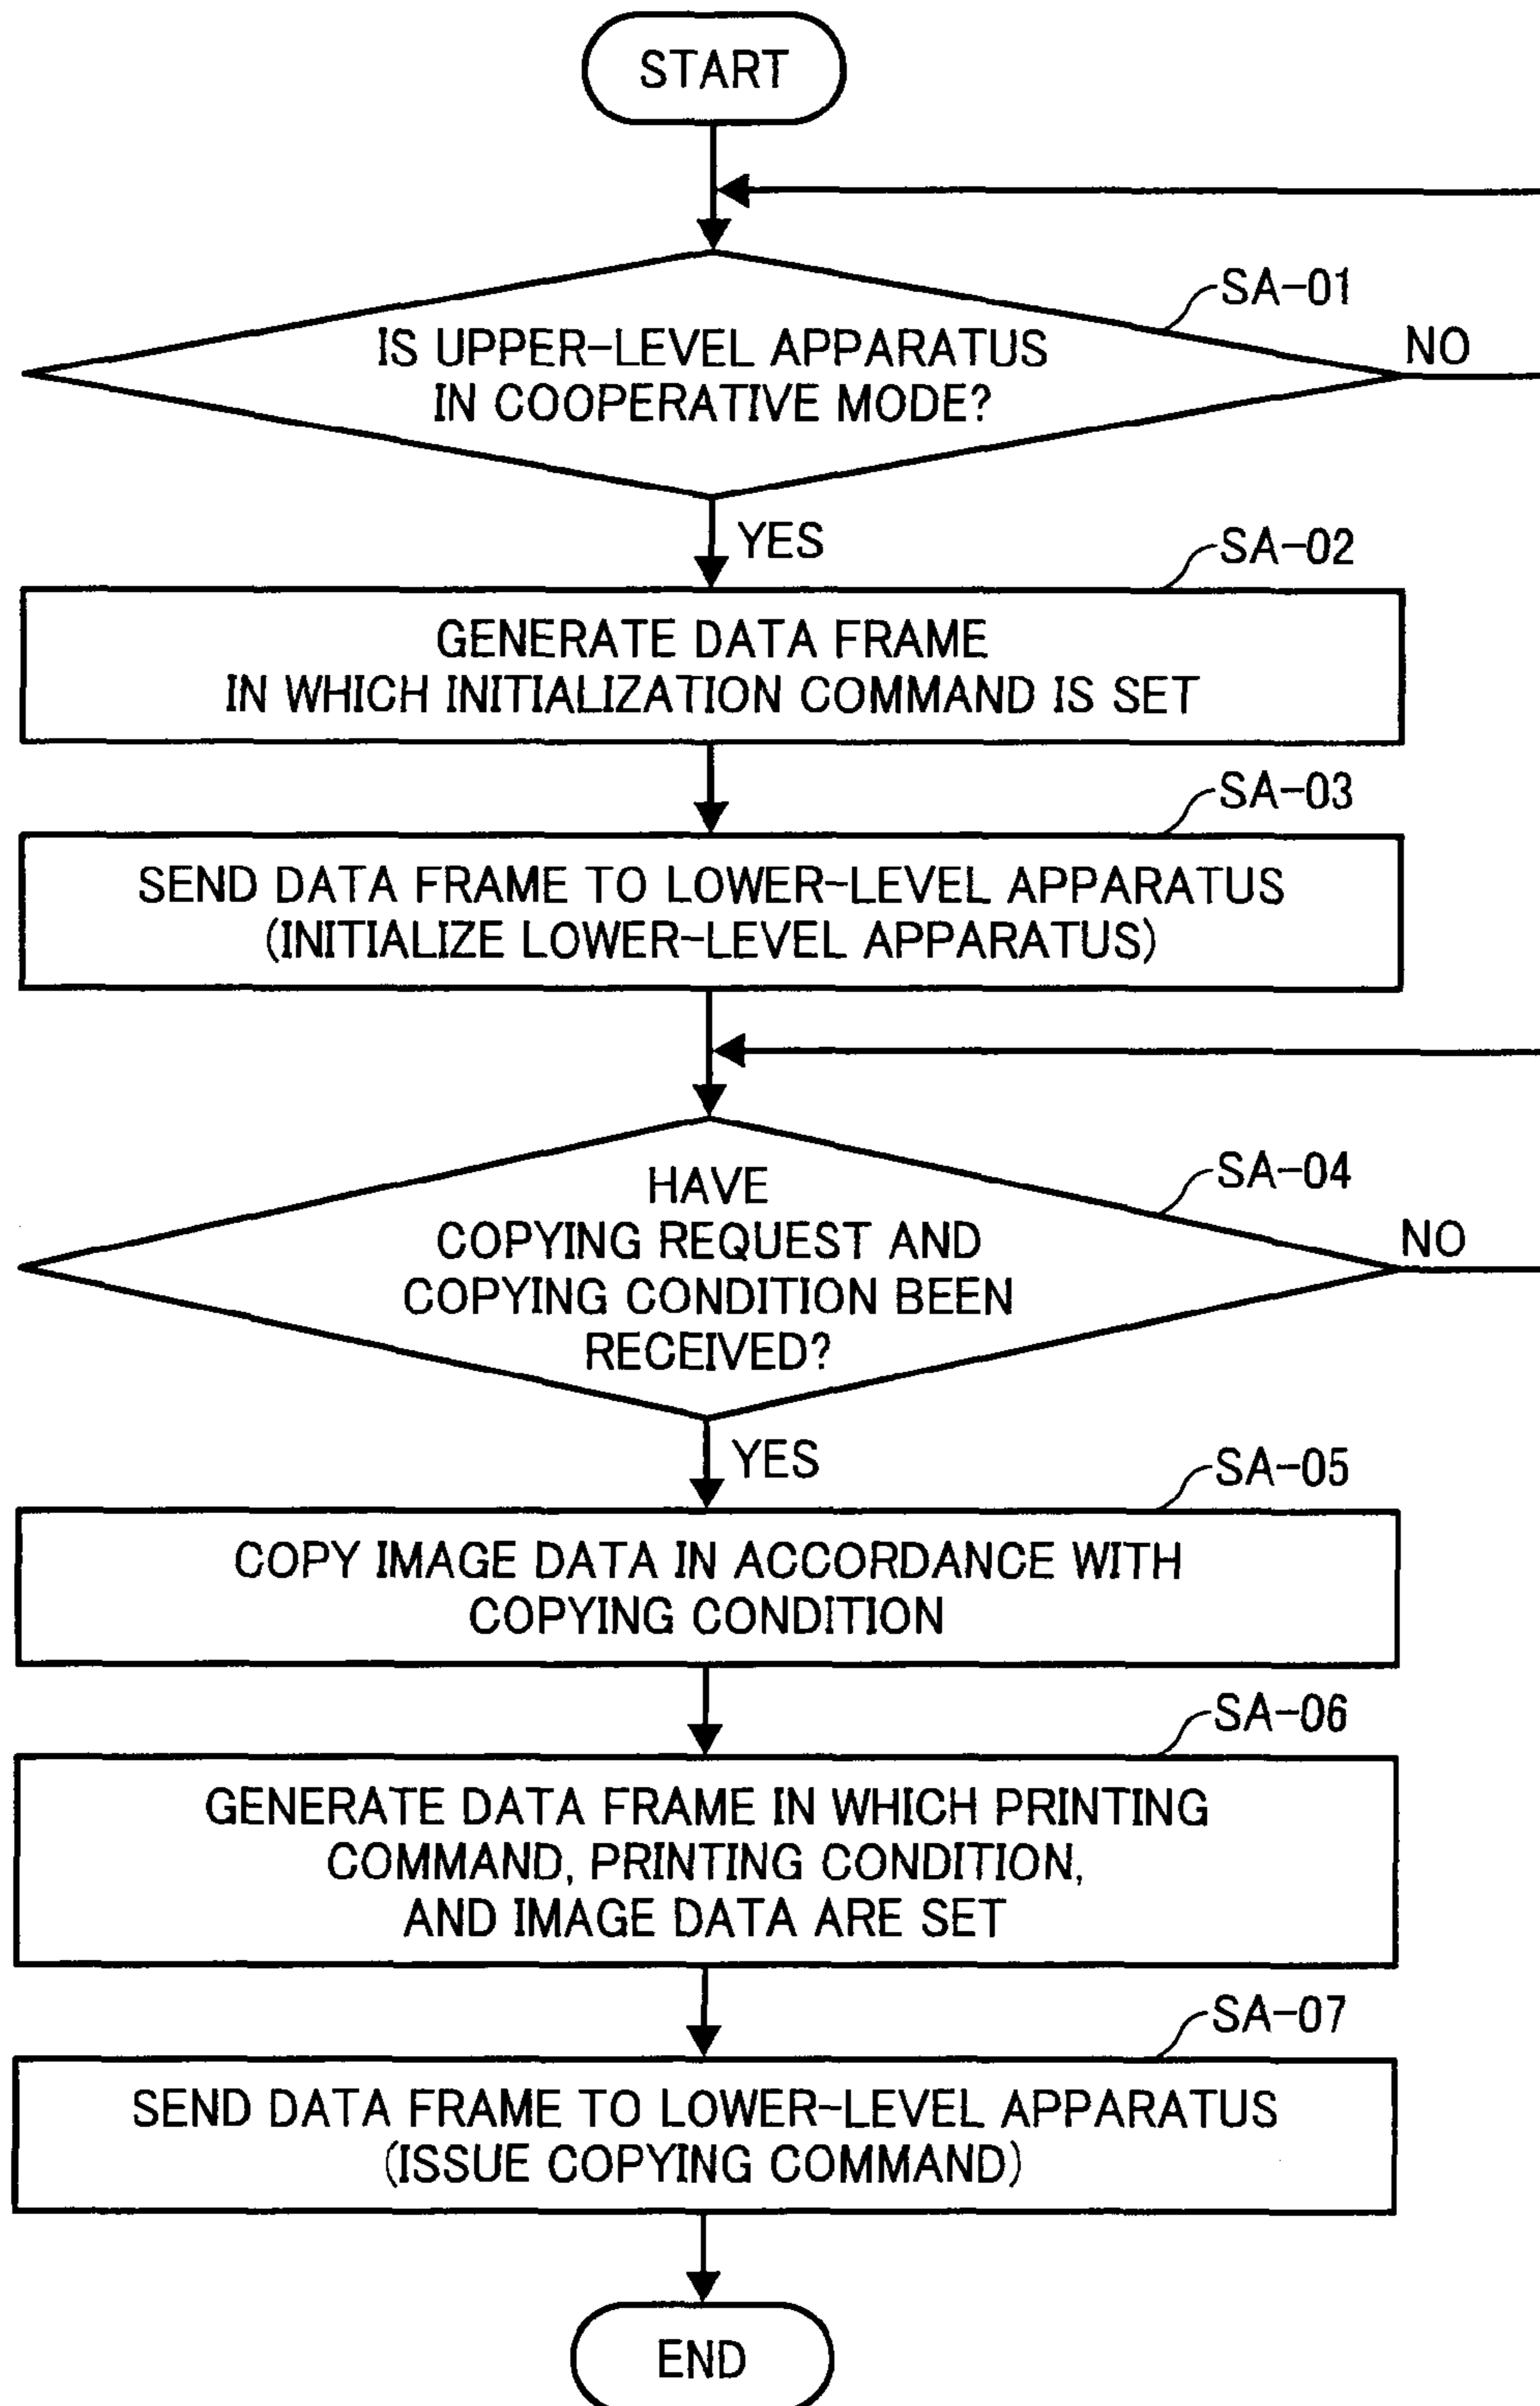 START
SA-01
IS UPPER-LEVEL APPARATUS
IN COOPERATIVE MODE?
NO
YES
SA-02
GENERATE DATA FRAME
IN WHICH INITIALIZATION COMMAND IS SET
SA-03
SEND DATA FRAME TO LOWER-LEVEL APPARATUS
(INITIALIZE LOWER-LEVEL APPARATUS)
SA-04
HAVE
COPYING REQUEST AND
COPYING CONDITION BEEN
RECEIVED?
NO
YES
SA-05
COPY IMAGE DATA IN ACCORDANCE WITH
COPYING CONDITION
SA-06
GENERATE DATA FRAME IN WHICH PRINTING
COMMAND, PRINTING CONDITION,
AND IMAGE DATA ARE SET
SA-07
SEND DATA FRAME TO LOWER-LEVEL APPARATUS
(ISSUE COPYING COMMAND)
END